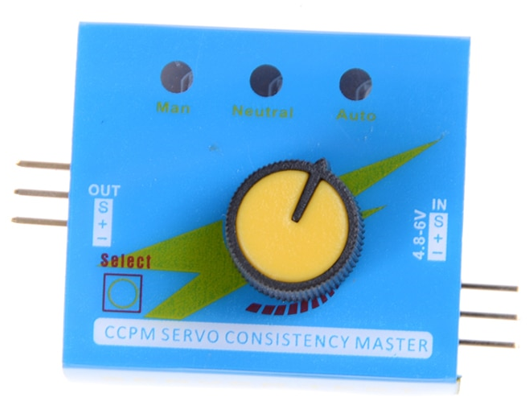 Man Neutral Auto
OUT
S + -
IN
S + -
4.8-6V
Select
CCPM SERVO CONSISTENCY MASTER